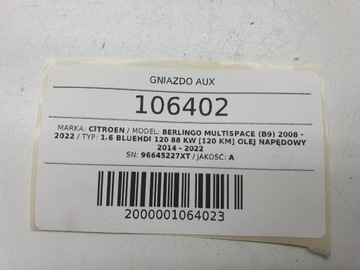 GNIAZDO AUX
106402
MARKA: CITROEN / MODEL: BERLINGO MULTISPACE (B9) 2008 -
2022 / TYP: 1.6 BLUEHDI 120 88 KW [120 KM] OLEJ NAPĘDOWY
2014 - 2022
SN: 96645227XT0 / JAKOŚĆ: A
2000001064023